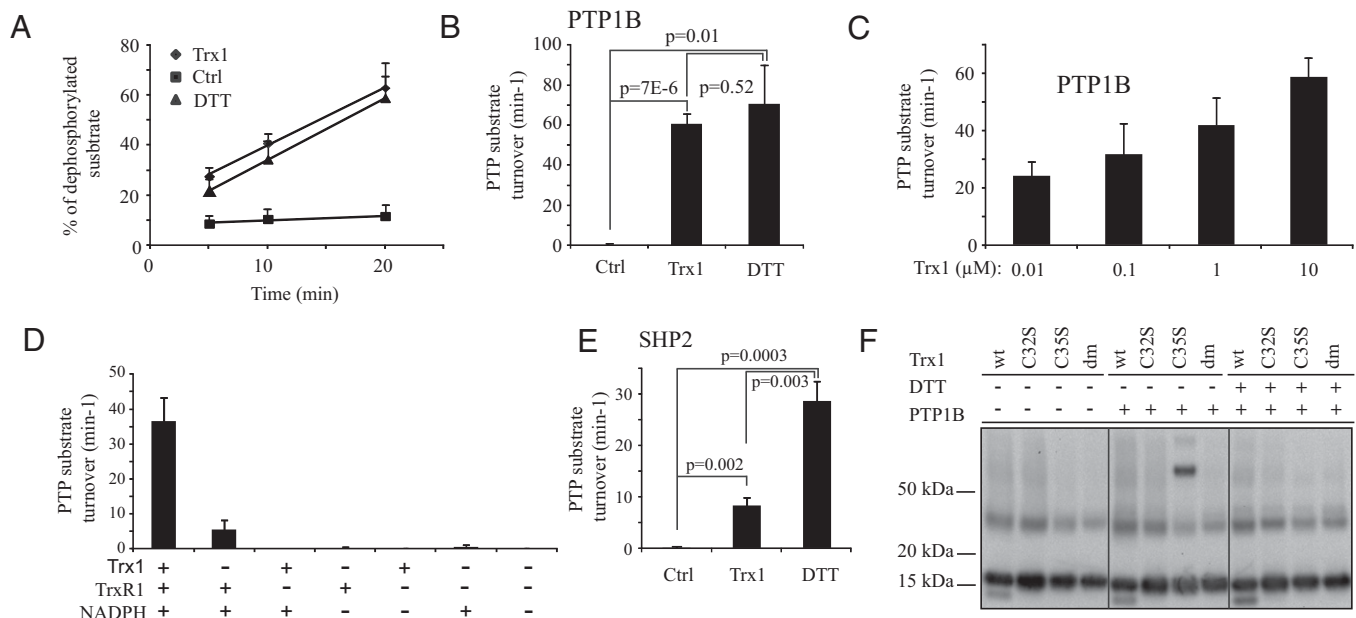 A
80
60
40
20
0
% of dephosphorylated
susbtrate
Trx1
Ctrl
DTT
0
10
20
Time (min)
B
PTP1B
p=0.01
p=7E-6
p=0.52
100
80
60
40
20
0
PTP substrate
turnover (min-1)
Ctrl
Trx1
DTT
C
PTP1B
60
40
20
0
PTP substrate
turnover (min-1)
Trx1 (µM): 0.01 0.1 1 10
D
50
40
30
20
10
0
PTP substrate
turnover (min-1)
Trx1 + - + - + - -
TrxR1 + + - + - - -
NADPH + + + - - + -
E
SHP2
p=0.0003
p=0.003
p=0.002
30
20
10
0
PTP substrate
turnover (min-1)
Ctrl
Trx1
DTT
F
Trx1 wt C32S C35S dm wt C32S C35S dm wt C32S C35S dm
DTT - - - - - - - - + + + +
PTP1B - - - - + + + + + + + +
50 kDa
20 kDa
15 kDa